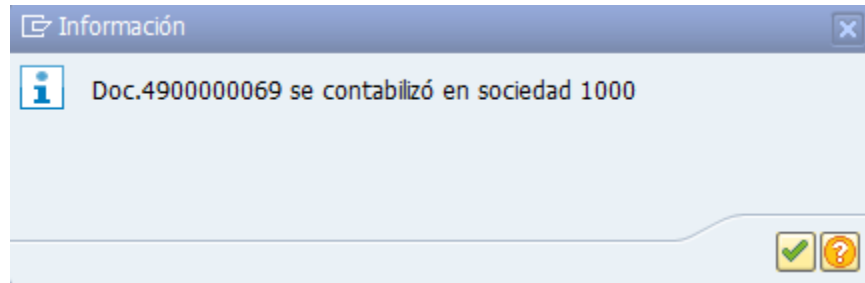 Información
Doc.4900000069 se contabilizó en sociedad 1000